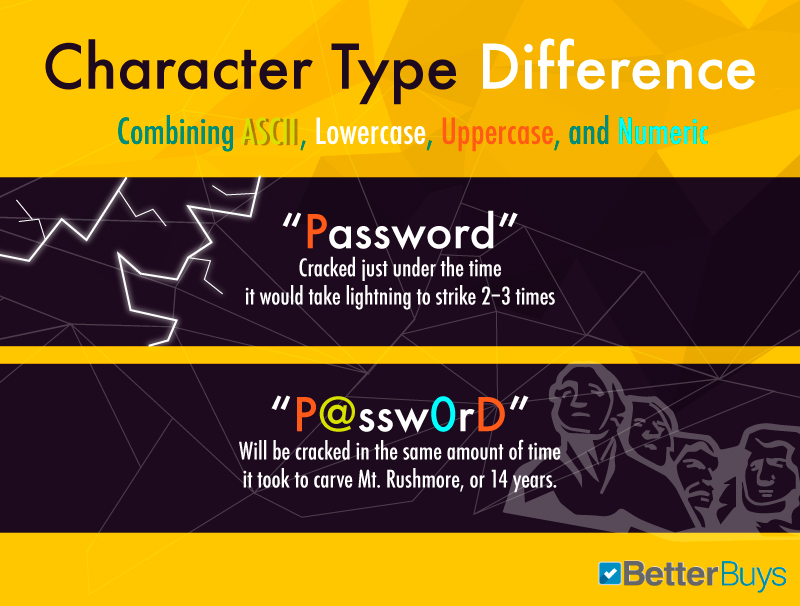 Character Type Difference
Combining ASCII, Lowercase, Uppercase, and Numeric
“Password”
Cracked just under the time
it would take lightning to strike 2–3 times
“P@ssw0rD”
Will be cracked in the same amount of time
it took to carve Mt. Rushmore, or 14 years.
BetterBuys